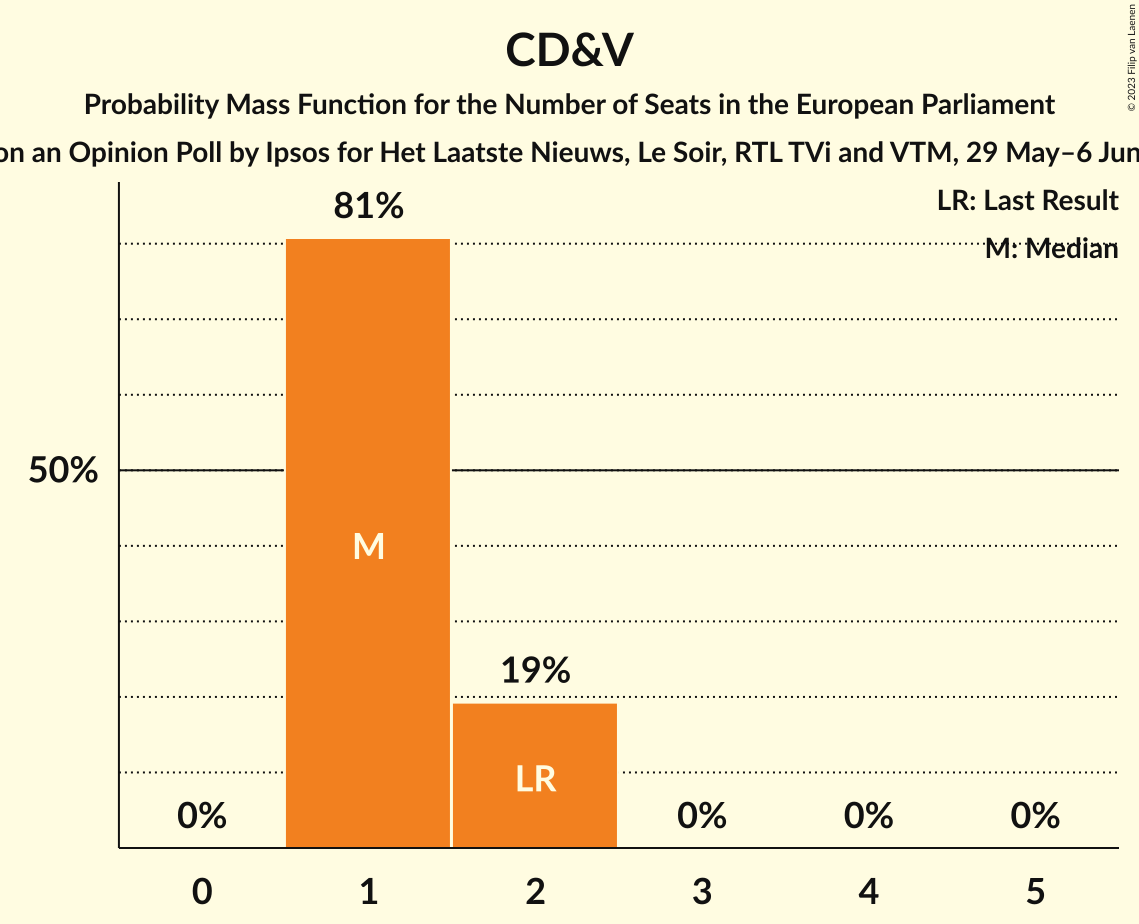 CD&V
Probability Mass Function for the Number of Seats in the European Parliament
on an Opinion Poll by Ipsos for Het Laatste Nieuws, Le Soir, RTL TVi and VTM, 29 May–6 Jun
© 2023 Filip van Laenen
LR: Last Result
M: Median
81%
50%
M
19%
LR
0%
0%
0%
0%
0 1 2 3 4 5